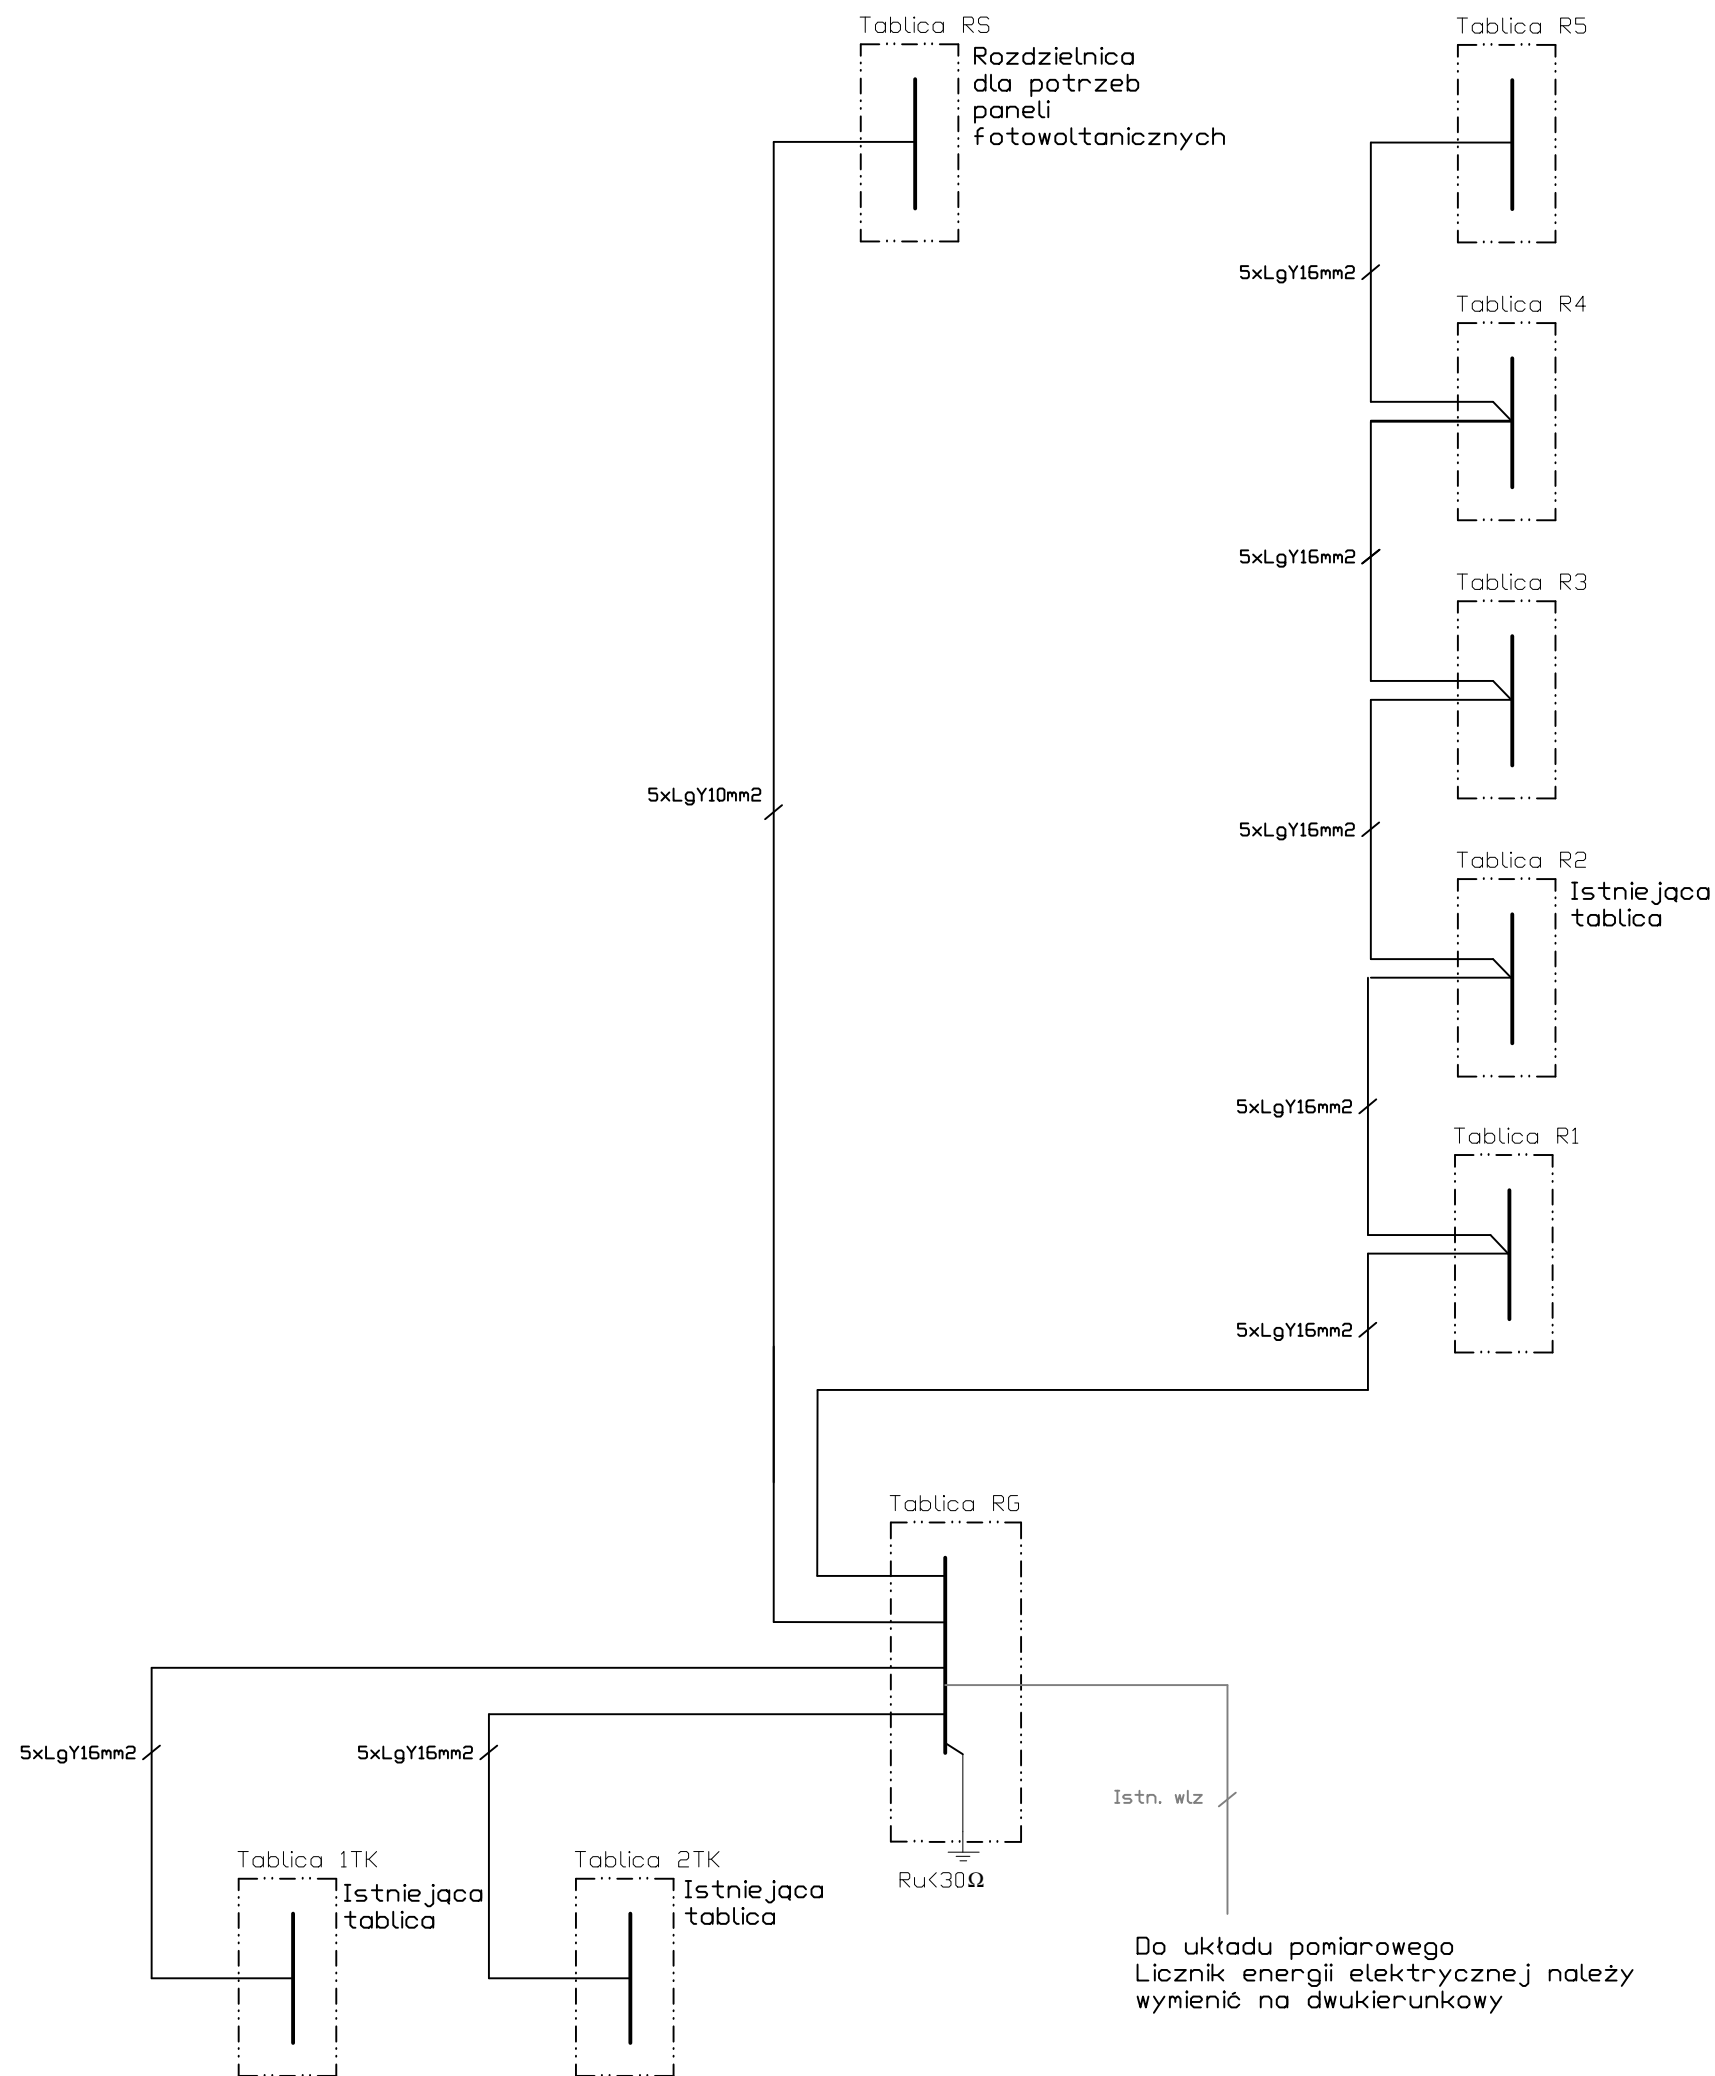 Tablica RS
Rozdzielnica
dla potrzeb
paneli
fotowoltanicznych
Tablica R5
5xLgY16mm2
Tablica R4
5xLgY16mm2
Tablica R3
5xLgY10mm2
5xLgY16mm2
Tablica R2
Istniejąca
tablica
5xLgY16mm2
Tablica R1
5xLgY16mm2
Tablica RG
5xLgY16mm2
5xLgY16mm2
Istn. wlz
Tablica 1TK
Istniejąca
tablica
Tablica 2TK
Istniejąca
tablica
Ru<30Ω
Do układu pomiarowego
Licznik energii elektrycznej należy
wymienić na dwukierunkowy